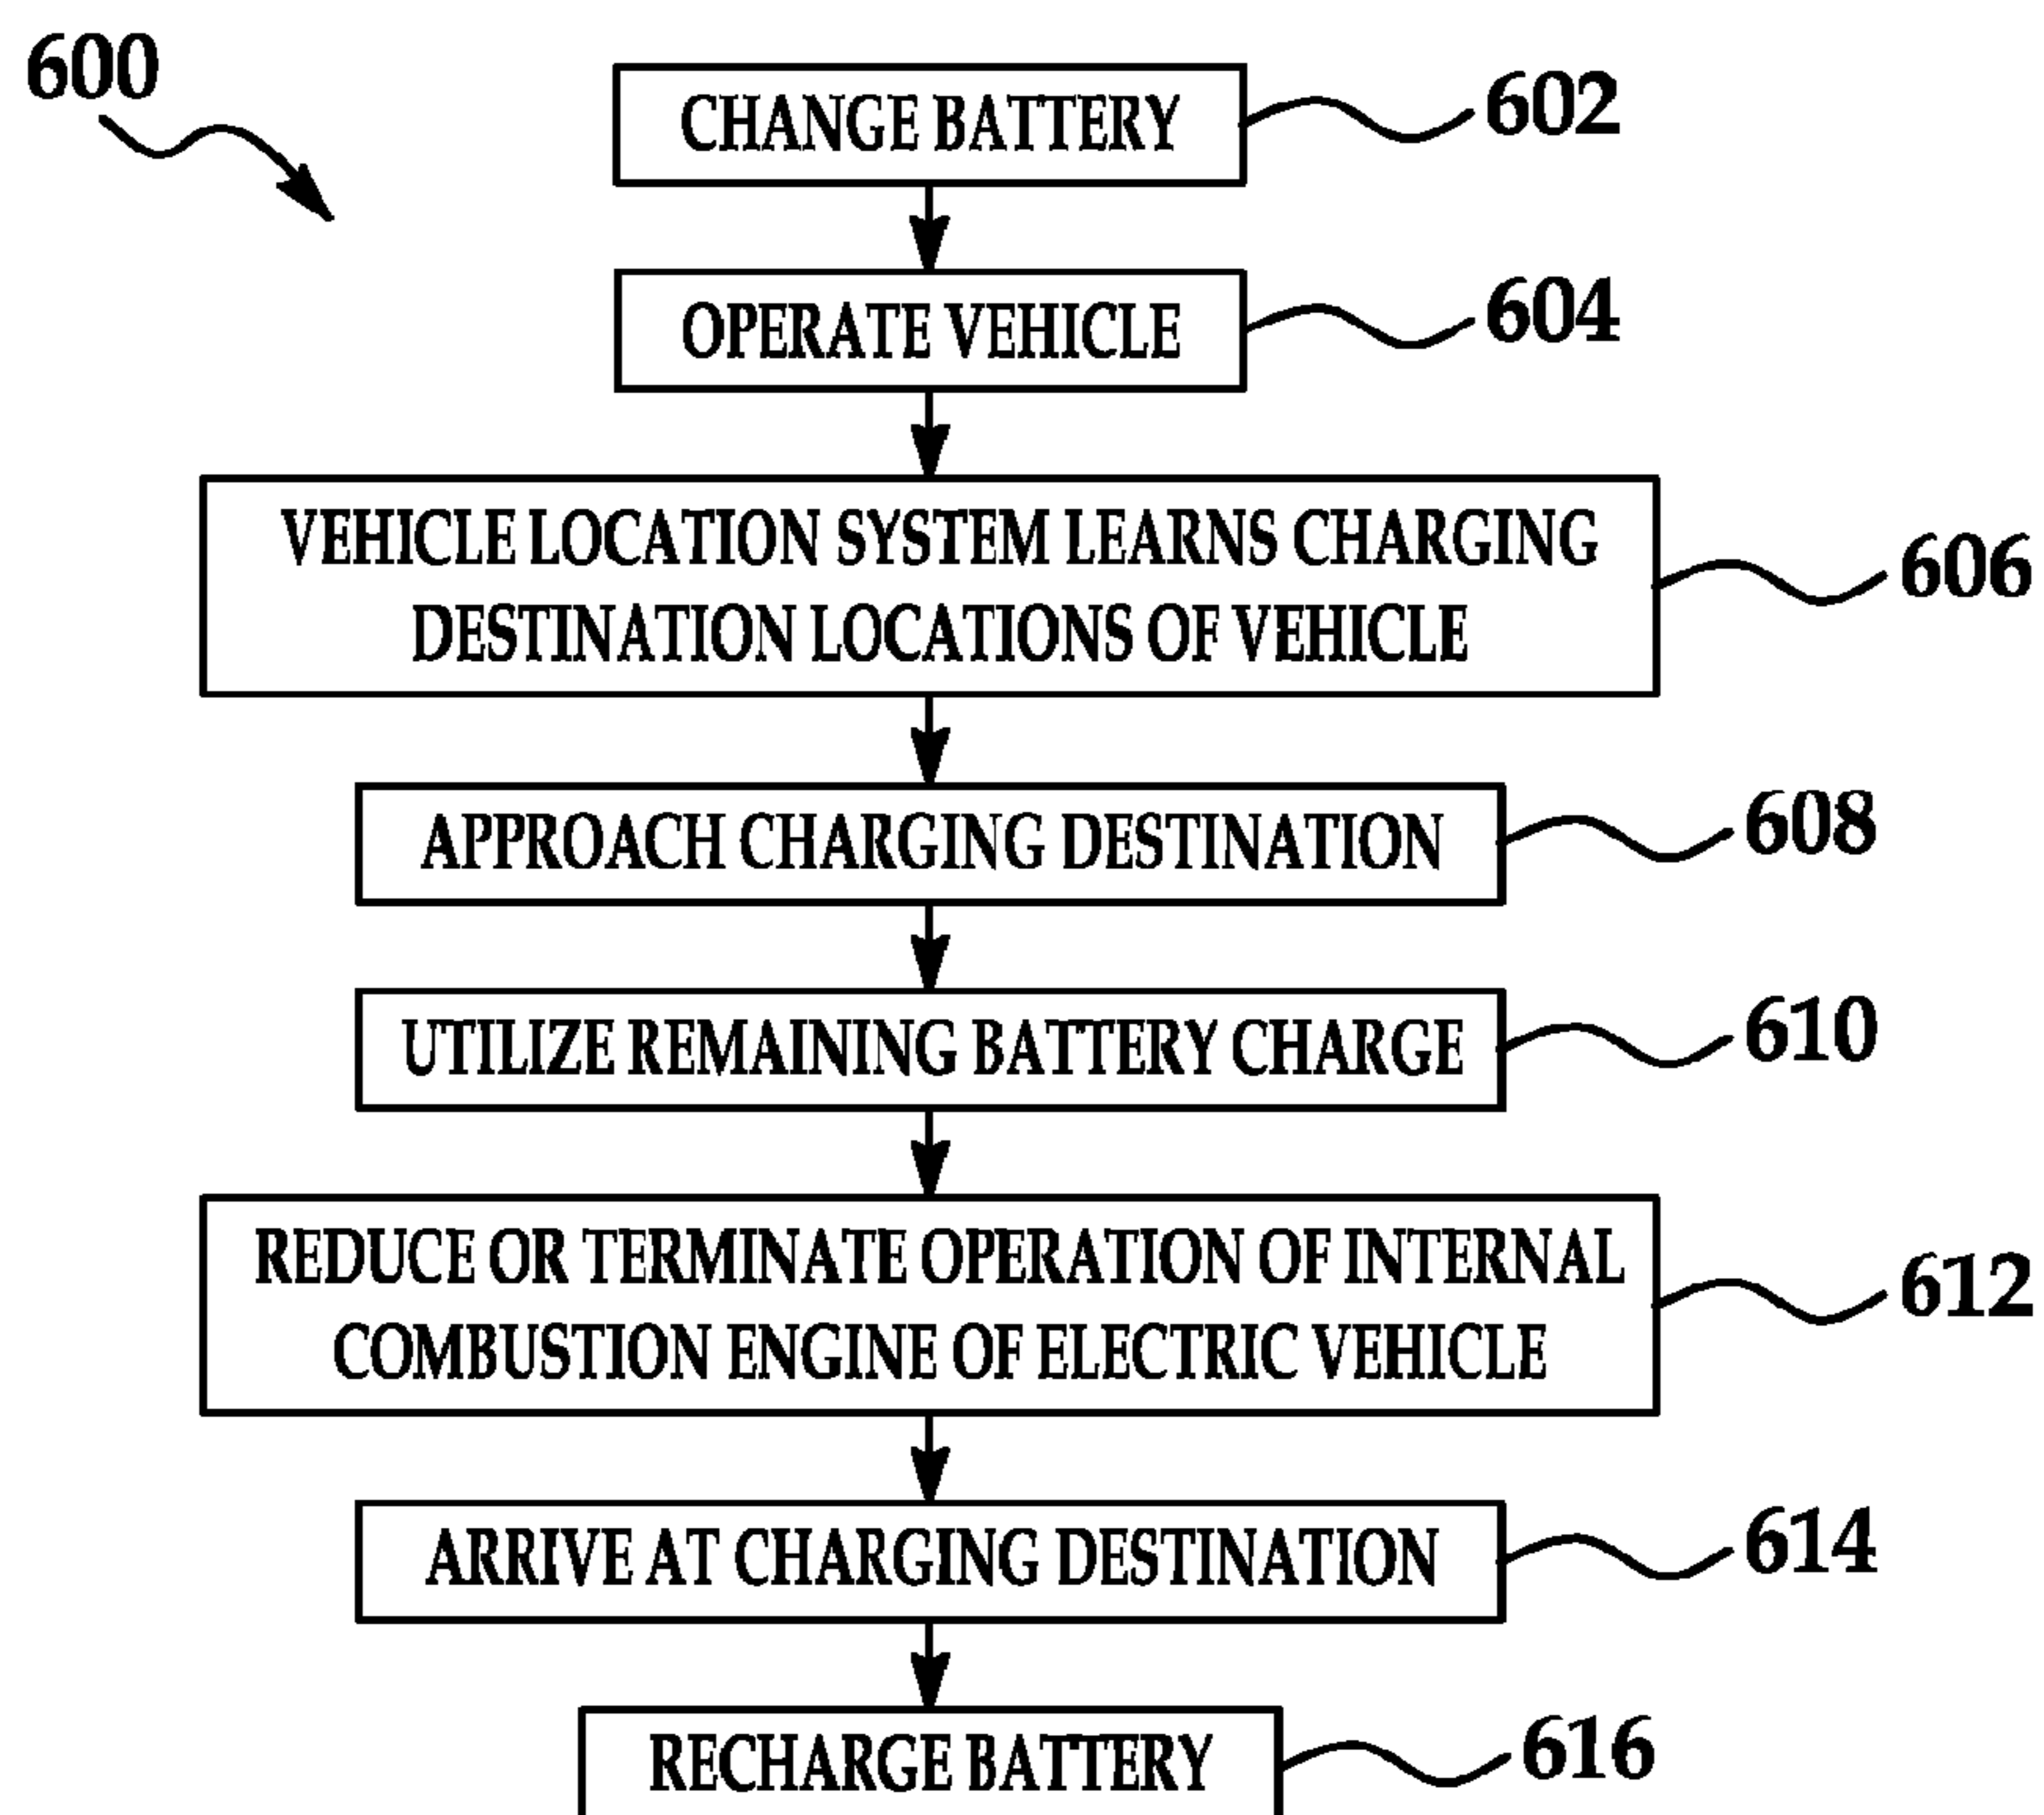 600
CHANGE BATTERY
602
OPERATE VEHICLE
604
VEHICLE LOCATION SYSTEM LEARNS CHARGING
DESTINATION LOCATIONS OF VEHICLE
606
APPROACH CHARGING DESTINATION
608
UTILIZE REMAINING BATTERY CHARGE
610
REDUCE OR TERMINATE OPERATION OF INTERNAL
COMBUSTION ENGINE OF ELECTRIC VEHICLE
612
ARRIVE AT CHARGING DESTINATION
614
RECHARGE BATTERY
616